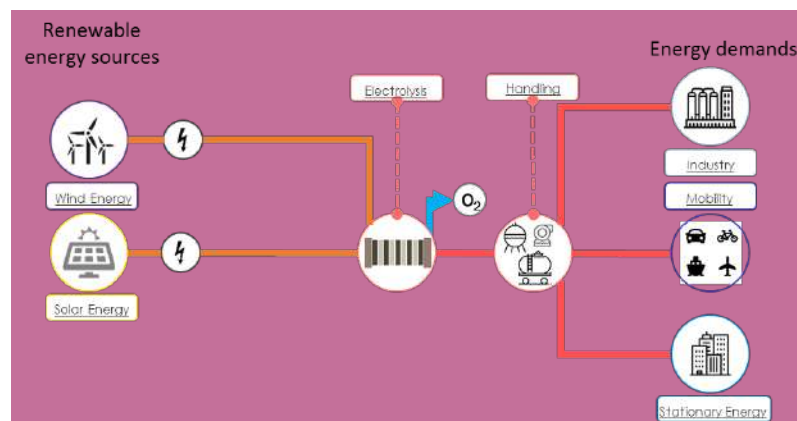 Renewable
energy sources
Energy demands
Electrolysis
Handling
Industry
Wind Energy
Mobility
O₂
Solar Energy
Stationary Energy